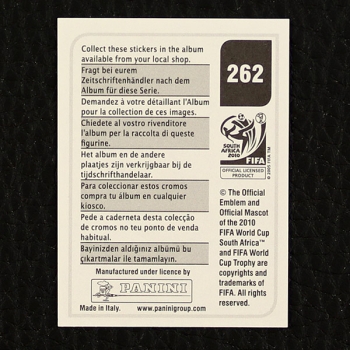 Collect these stickers in the album
available from your local shop.
Fragt bei eurem
Zeitschriftenhändler nach dem
Album für diese Serie.
Demandez à votre détaillant l'Album
pour la collection de ces images.
Chiedete al vostro rivenditore
l'album per la raccolta di queste
figurine.
Het album en de andere
plaatjes zijn verkrijgbaar bij de
tijdschrifthandelaar.
Para coleccionar estos cromos
compra tu álbum en cualquier
kiosco.
Pede a caderneta desta colecção
de cromos no teu ponto de venda
habitual.
Bayinizden aldiğiniz albümü bu
çıkartmalar ile tamamlayın.
Manufactured under licence by
PANINI
Made in Italy. www.paninigroup.com
262
SOUTH AFRICA
2010
FIFA
© 2005 FIFA TM
OFFICIAL LICENSED
PRODUCT
© The Official
Emblem and
Official Mascot
of the 2010
FIFA World Cup
South Africa™
and FIFA World
Cup Trophy are
copyrights and
trademarks of
FIFA. All rights
reserved.